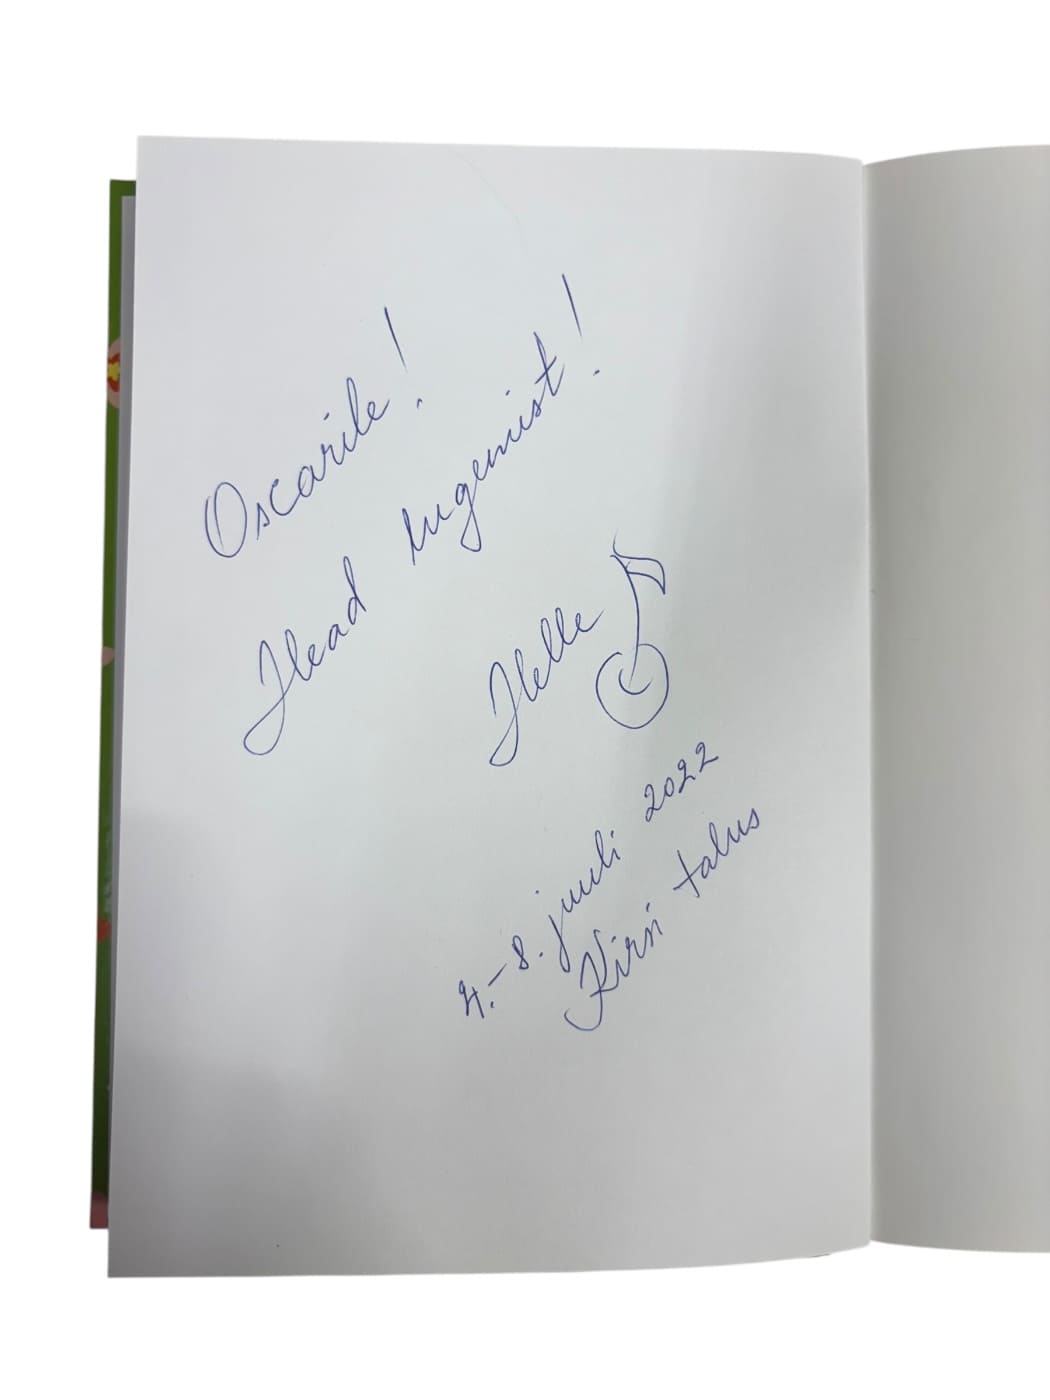 Oscarile!
Head lugemist!
Helle
4.-8. juuli 2022
Kirsi talus